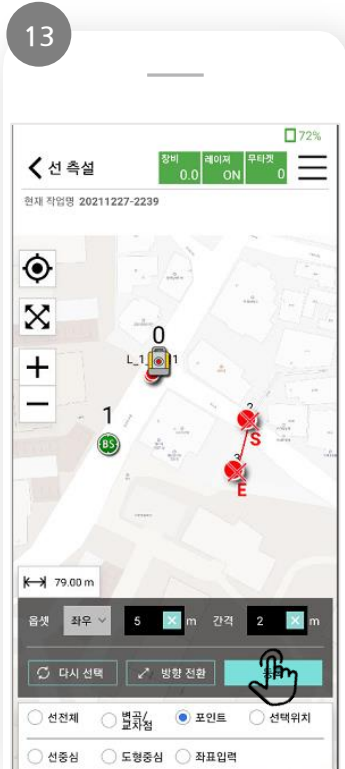 13
72%
선 측설
장비 0.0
레이저 ON
무타겟 0
현재 작업명 20211227-2239
0
L_1
1
1
BS
2
S
3
E
79.00 m
옵셋 좌우 5 m 간격 2 m
다시 선택 방향 전환
선전체 변곡/교차점 포인트 선택위치
선중심 도형중심 좌표입력